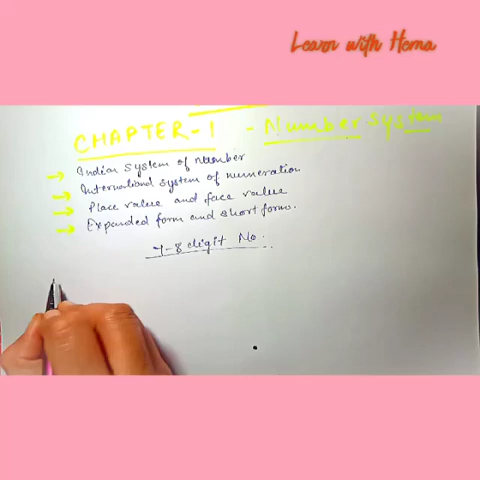 Learn with Hema
CHAPTER-1 - Number system
Indian system of number
International system of numeration
Place value and face value
Expanded form and short form.
7-8 digit No.